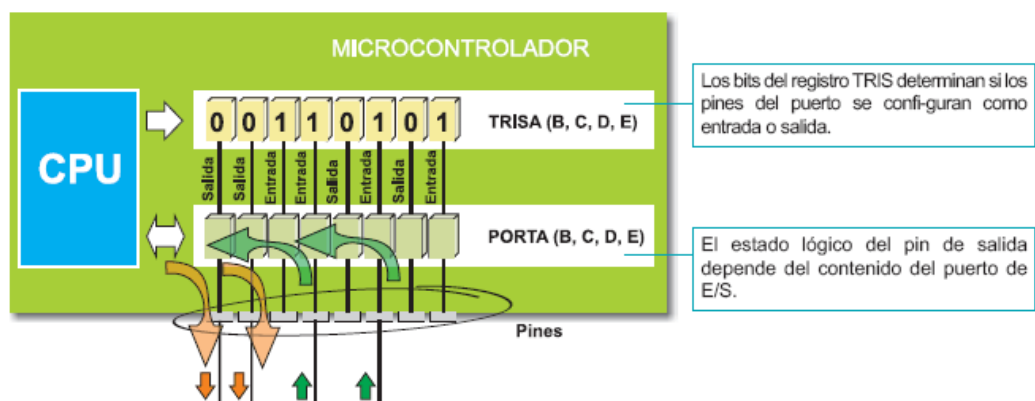 MICROCONTROLADOR
CPU
0 0 1 1 0 1 0 1
TRISA (B, C, D, E)
Salida
Salida
Entrada
Entrada
Salida
Entrada
Salida
Entrada
PORTA (B, C, D, E)
Pines
Los bits del registro TRIS determinan si los
pines del puerto se confi-guran como
entrada o salida.
El estado lógico del pin de salida
depende del contenido del puerto de
E/S.